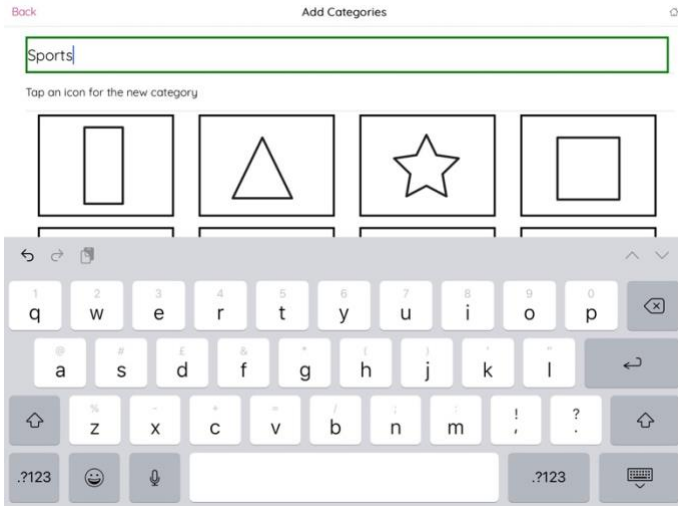 Back Add Categories
Sports
Tap an icon for the new category
1 2 3 4 5 6 7 8 9 0
q w e r t y u i o p
@ # £ & * ( ) ' "
a s d f g h j k l
% - + = / ; : ! ?
z x c v b n m , .
.?123 .?123